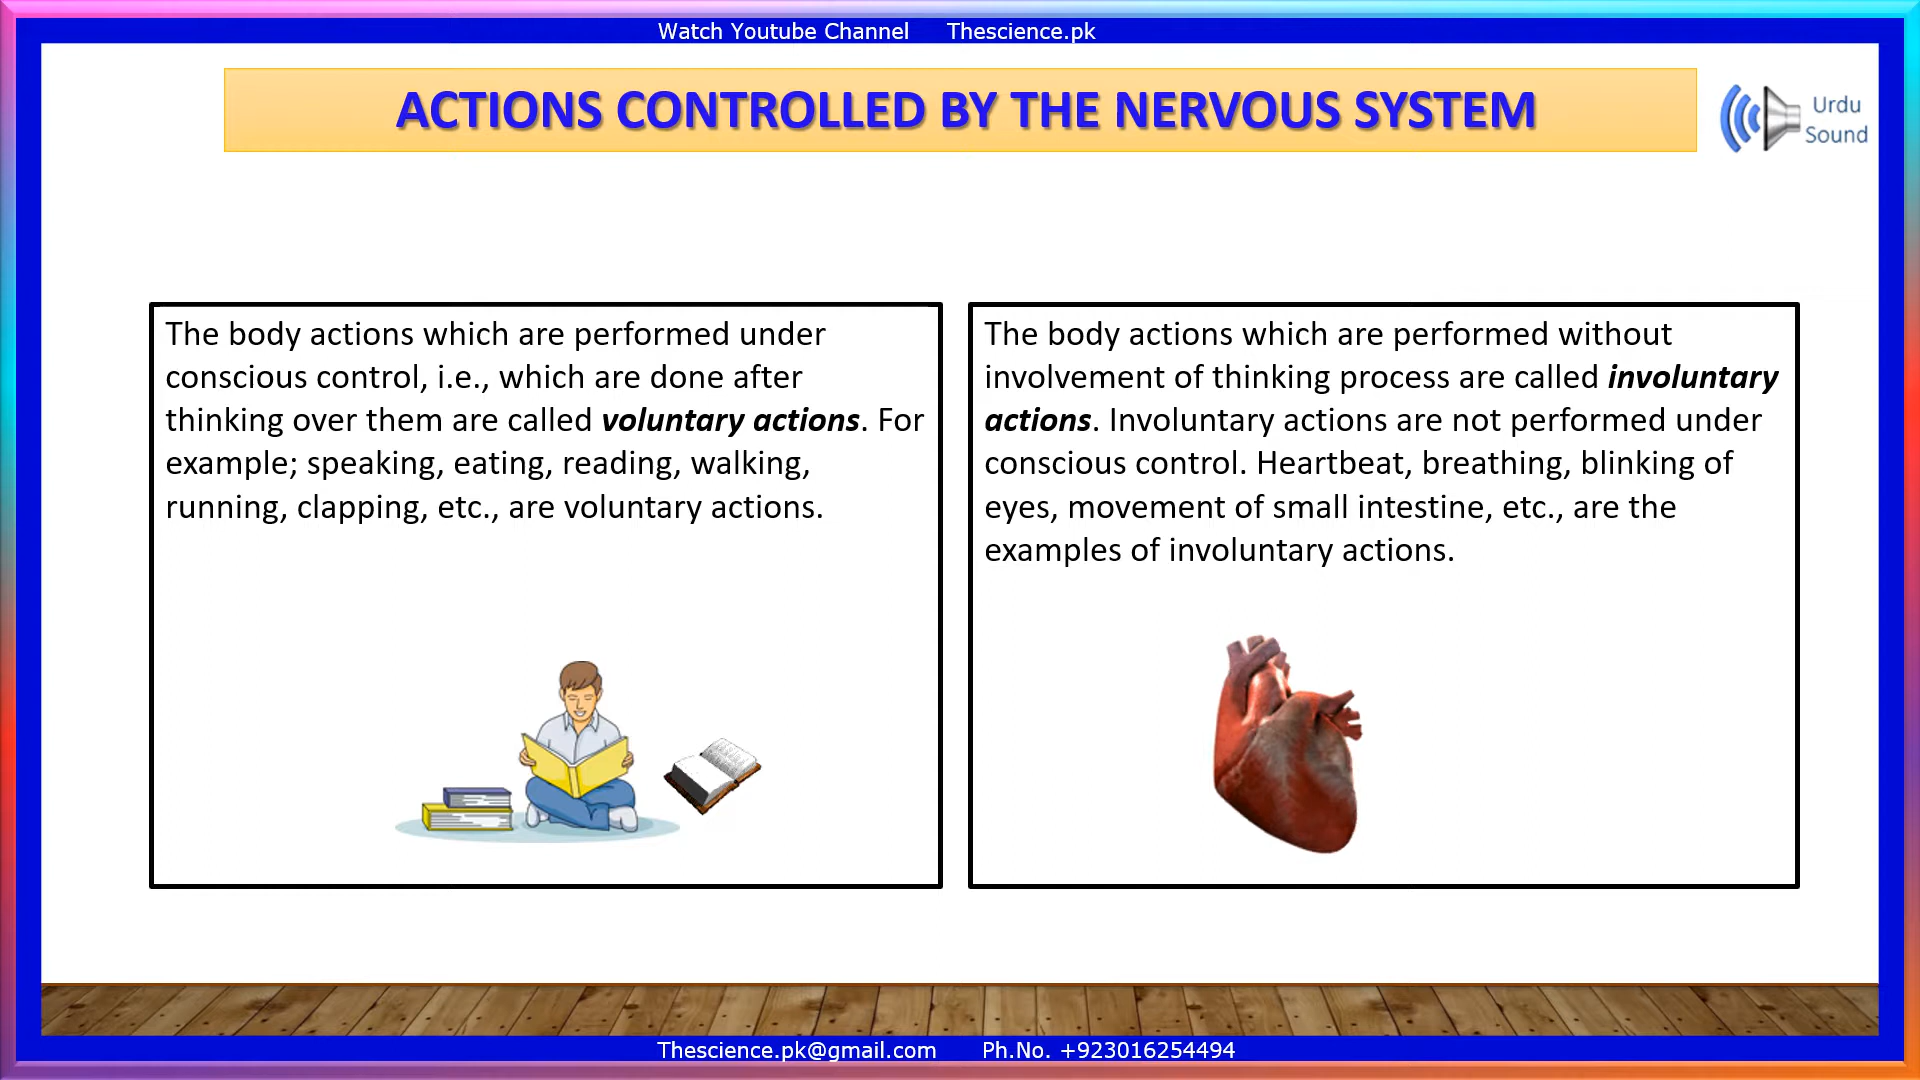 Watch Youtube Channel Thescience.pk
ACTIONS CONTROLLED BY THE NERVOUS SYSTEM
Urdu
Sound
The body actions which are performed under
conscious control, i.e., which are done after
thinking over them are called voluntary actions. For
example; speaking, eating, reading, walking,
running, clapping, etc., are voluntary actions.
The body actions which are performed without
involvement of thinking process are called involuntary
actions. Involuntary actions are not performed under
conscious control. Heartbeat, breathing, blinking of
eyes, movement of small intestine, etc., are the
examples of involuntary actions.
Thescience.pk@gmail.com Ph.No. +923016254494